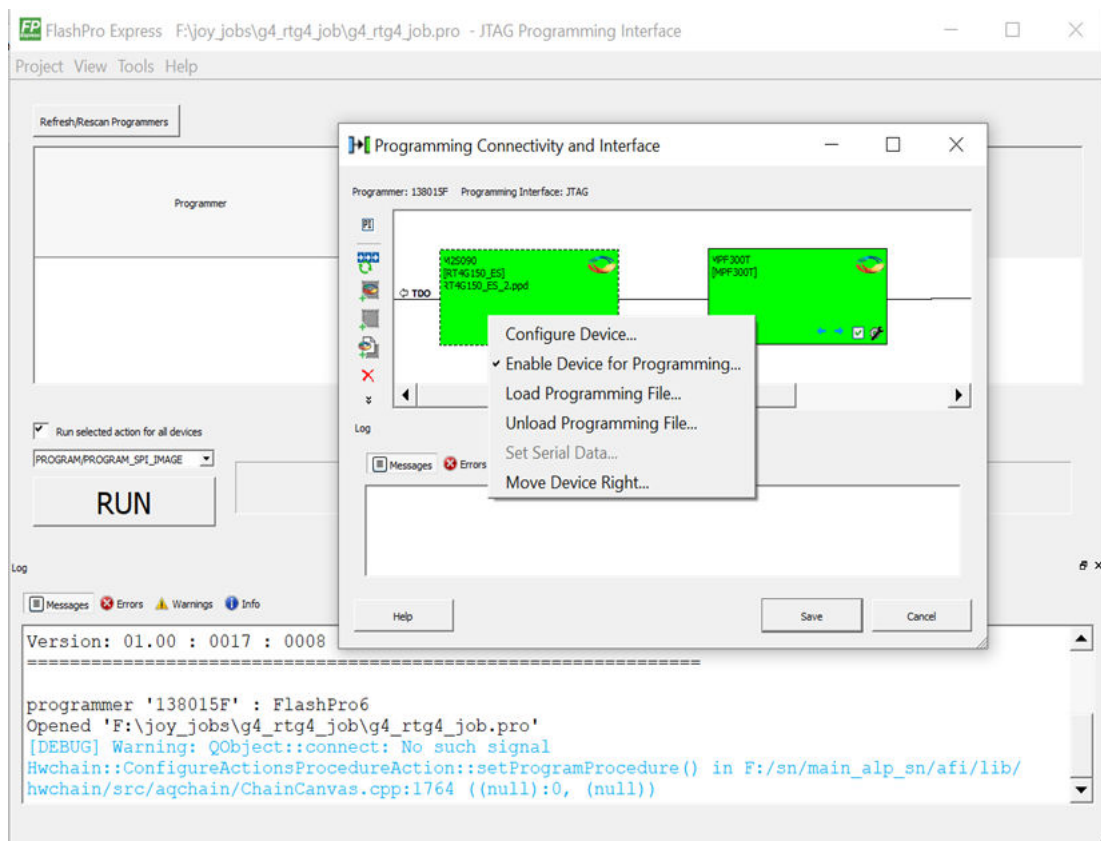 FP FlashPro Express F:\joy_jobs\g4_rtg4_job\g4_rtg4_job.pro - JTAG Programming Interface
Project View Tools Help
Refresh/Rescan Programmers
Programmer
Programming Connectivity and Interface
Programmer: 138015F Programming Interface: JTAG
PI
TDO
M2S090
[RT4G150_ES]
RT4G150_ES_2.ppd
MPF300T
[MPF300T]
Configure Device...
Enable Device for Programming...
Load Programming File...
Unload Programming File...
Set Serial Data...
Move Device Right...
Log
Messages Errors
Help Save Cancel
Run selected action for all devices
PROGRAM/PROGRAM_SPI_IMAGE
RUN
Log
Messages Errors Warnings Info
Version: 01.00 : 0017 : 0008
================================================================
programmer '138015F' : FlashPro6
Opened 'F:\joy_jobs\g4_rtg4_job\g4_rtg4_job.pro'
[DEBUG] Warning: QObject::connect: No such signal
Hwchain::ConfigureActionsProcedureAction::setProgramProcedure() in F:/sn/main_alp_sn/afi/lib/
hwchain/src/aqchain/ChainCanvas.cpp:1764 ((null):0, (null))